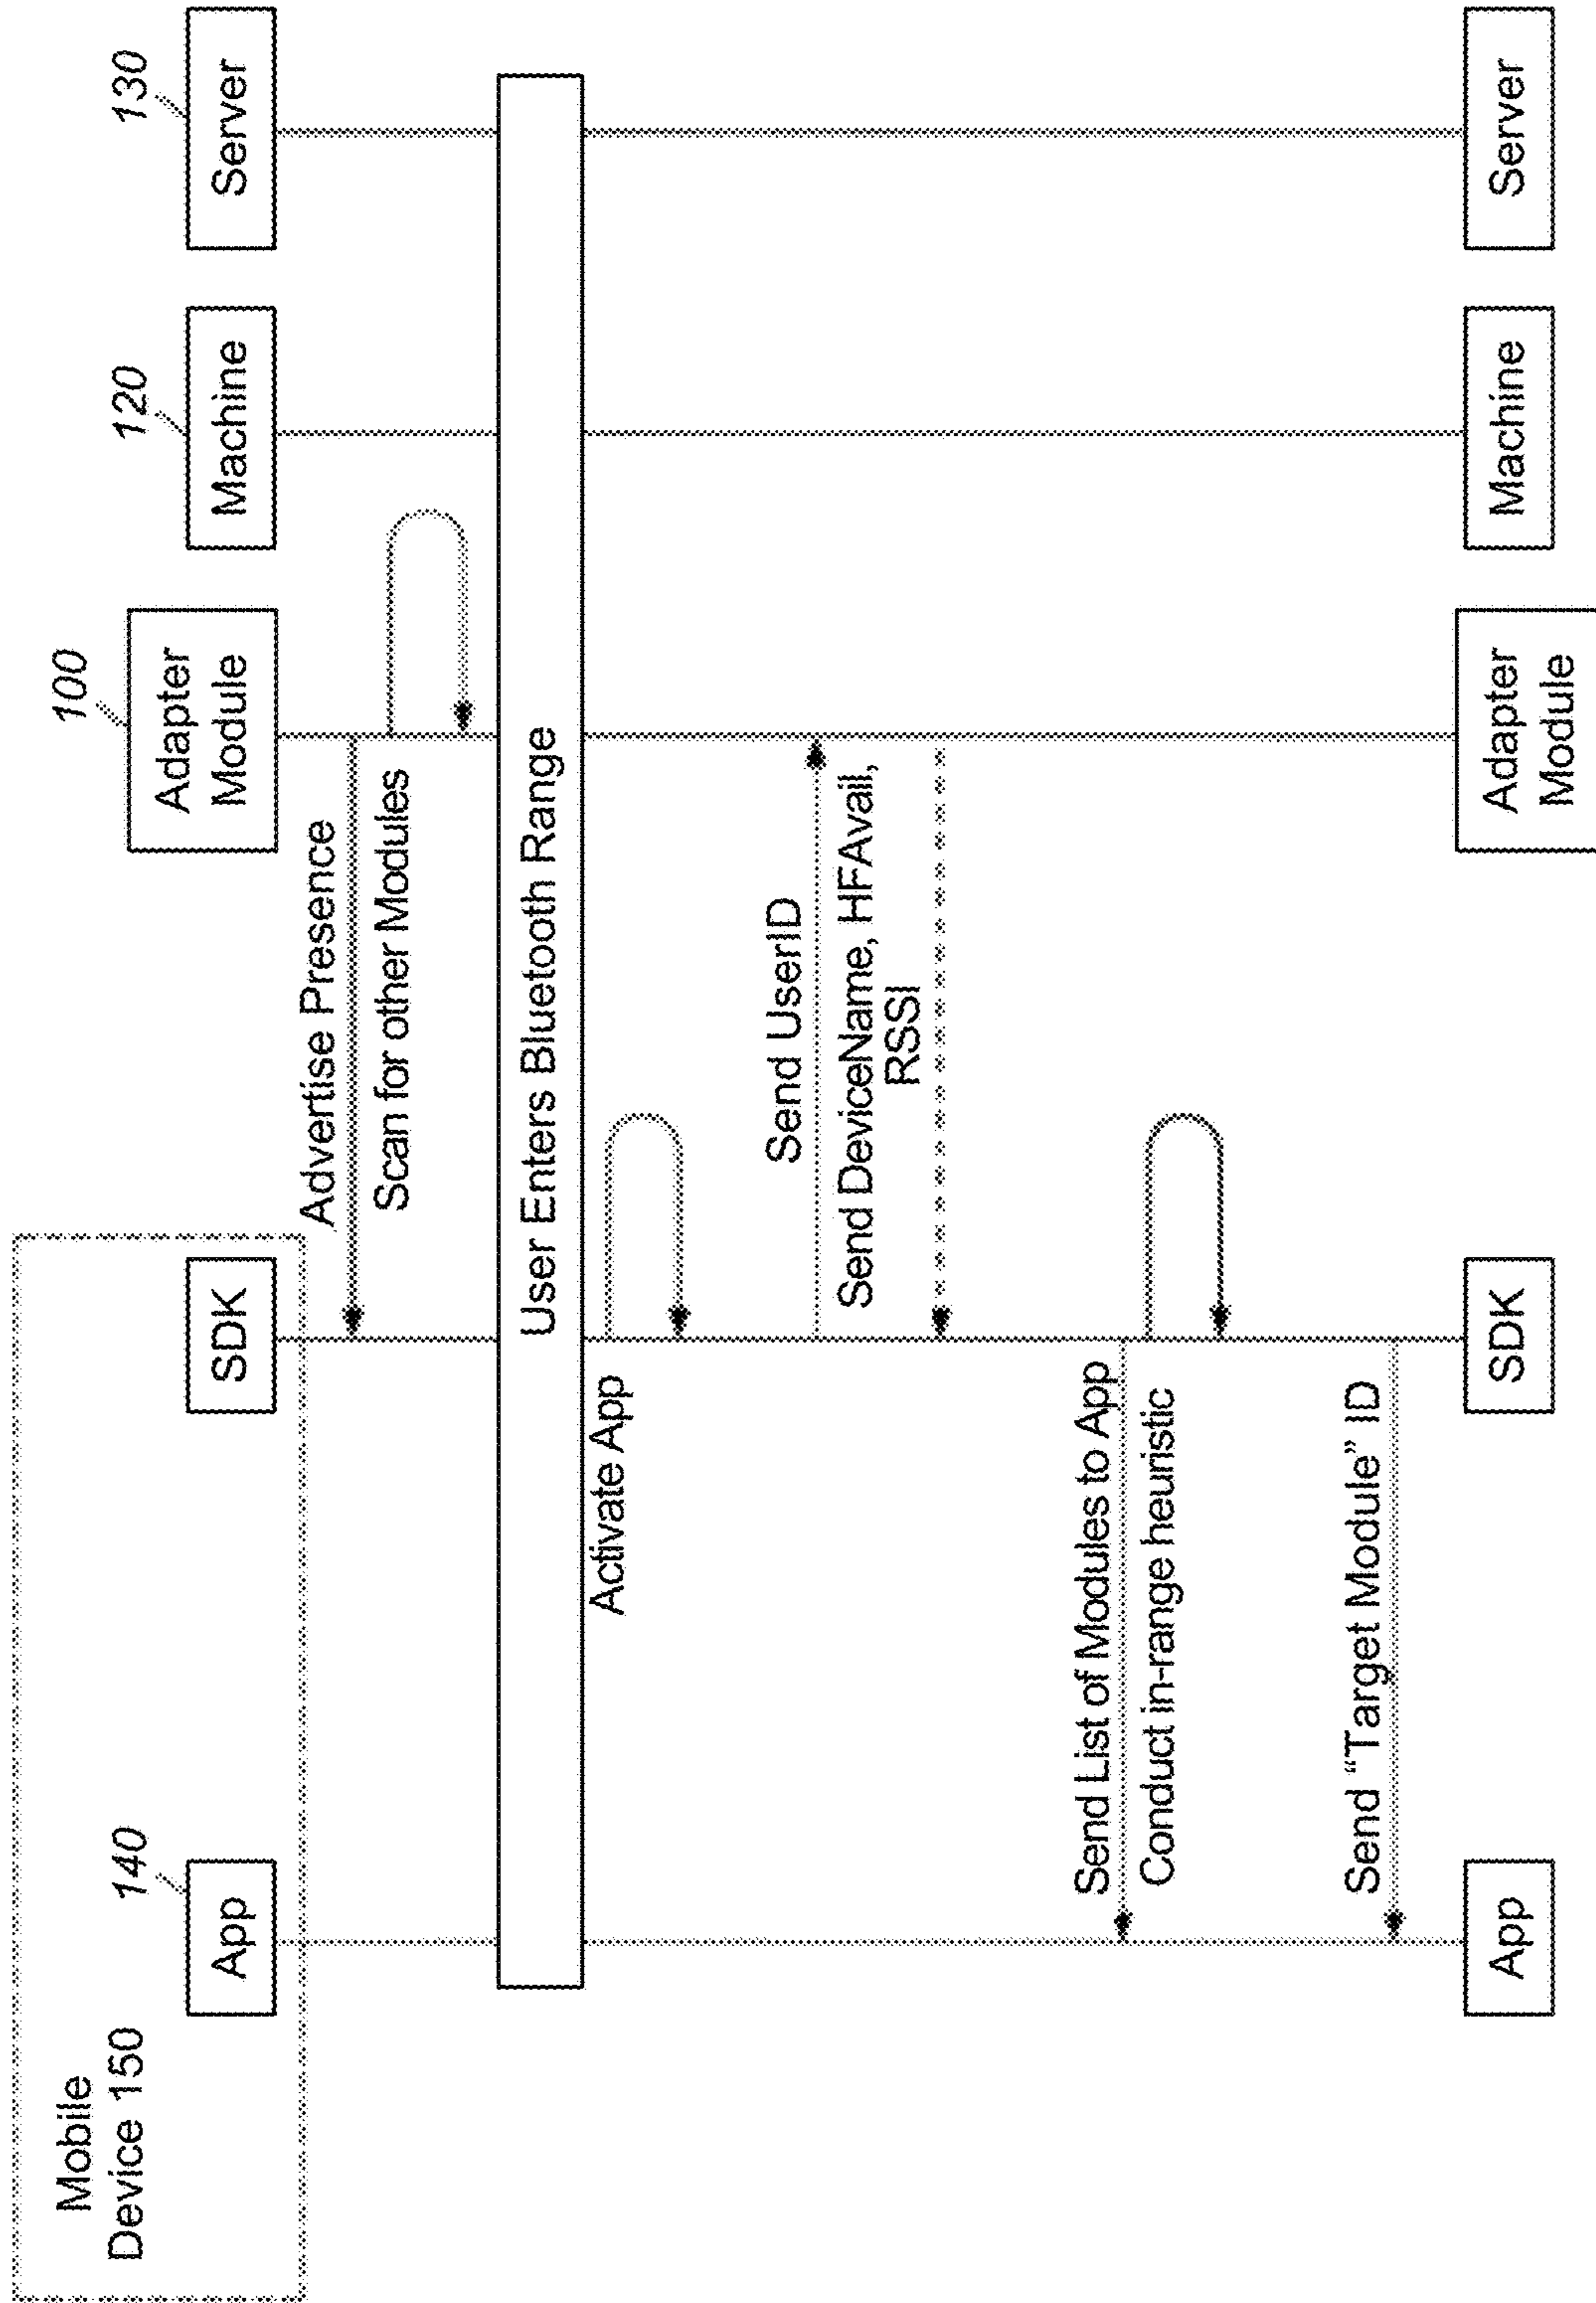 Mobile
Device 150
140
100
120
130
App
SDK
Adapter
Module
Machine
Server
Advertise Presence
Scan for other Modules
User Enters Bluetooth Range
Activate App
Send UserID
Send DeviceName, HFAvail,
RSSI
Send List of Modules to App
Conduct in-range heuristic
Send “Target Module” ID
App
SDK
Adapter
Module
Machine
Server